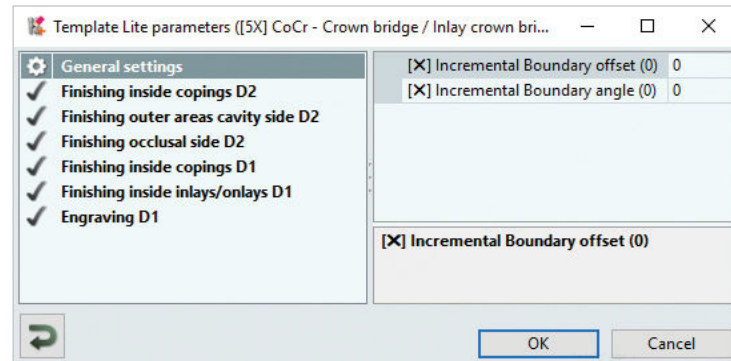 Template Lite parameters ([5X] CoCr - Crown bridge / Inlay crown bri...
General settings
Finishing inside copings D2
Finishing outer areas cavity side D2
Finishing occlusal side D2
Finishing inside copings D1
Finishing inside inlays/onlays D1
Engraving D1
[✕] Incremental Boundary offset (0) 0
[✕] Incremental Boundary angle (0) 0
[✕] Incremental Boundary offset (0)
OK
Cancel